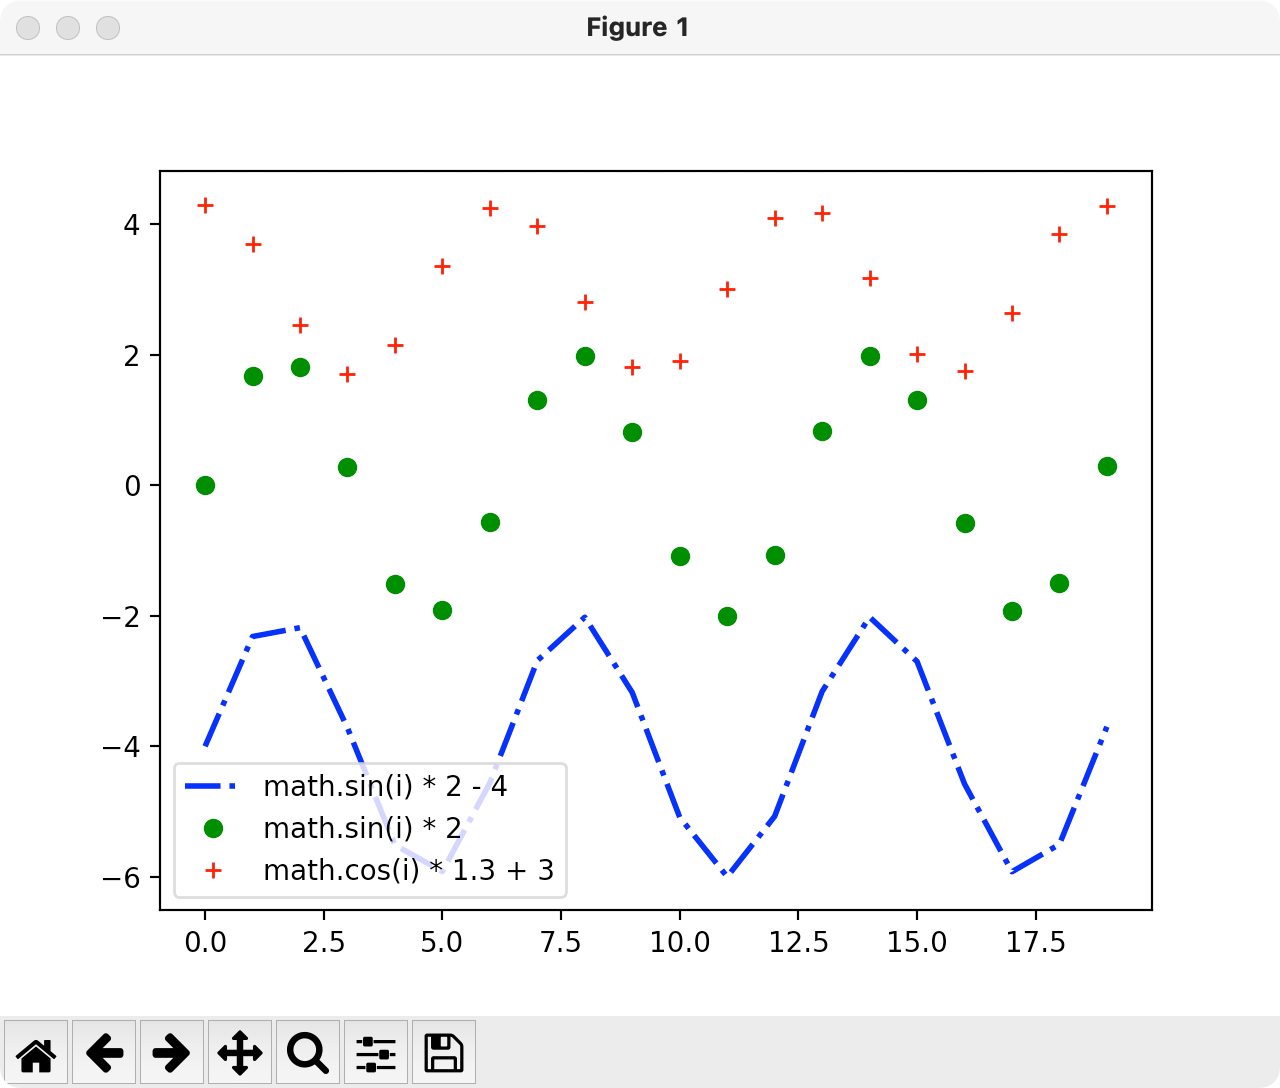 Figure 1
4
2
0
−2
−4
−6
math.sin(i) * 2 - 4
math.sin(i) * 2
math.cos(i) * 1.3 + 3
0.0 2.5 5.0 7.5 10.0 12.5 15.0 17.5